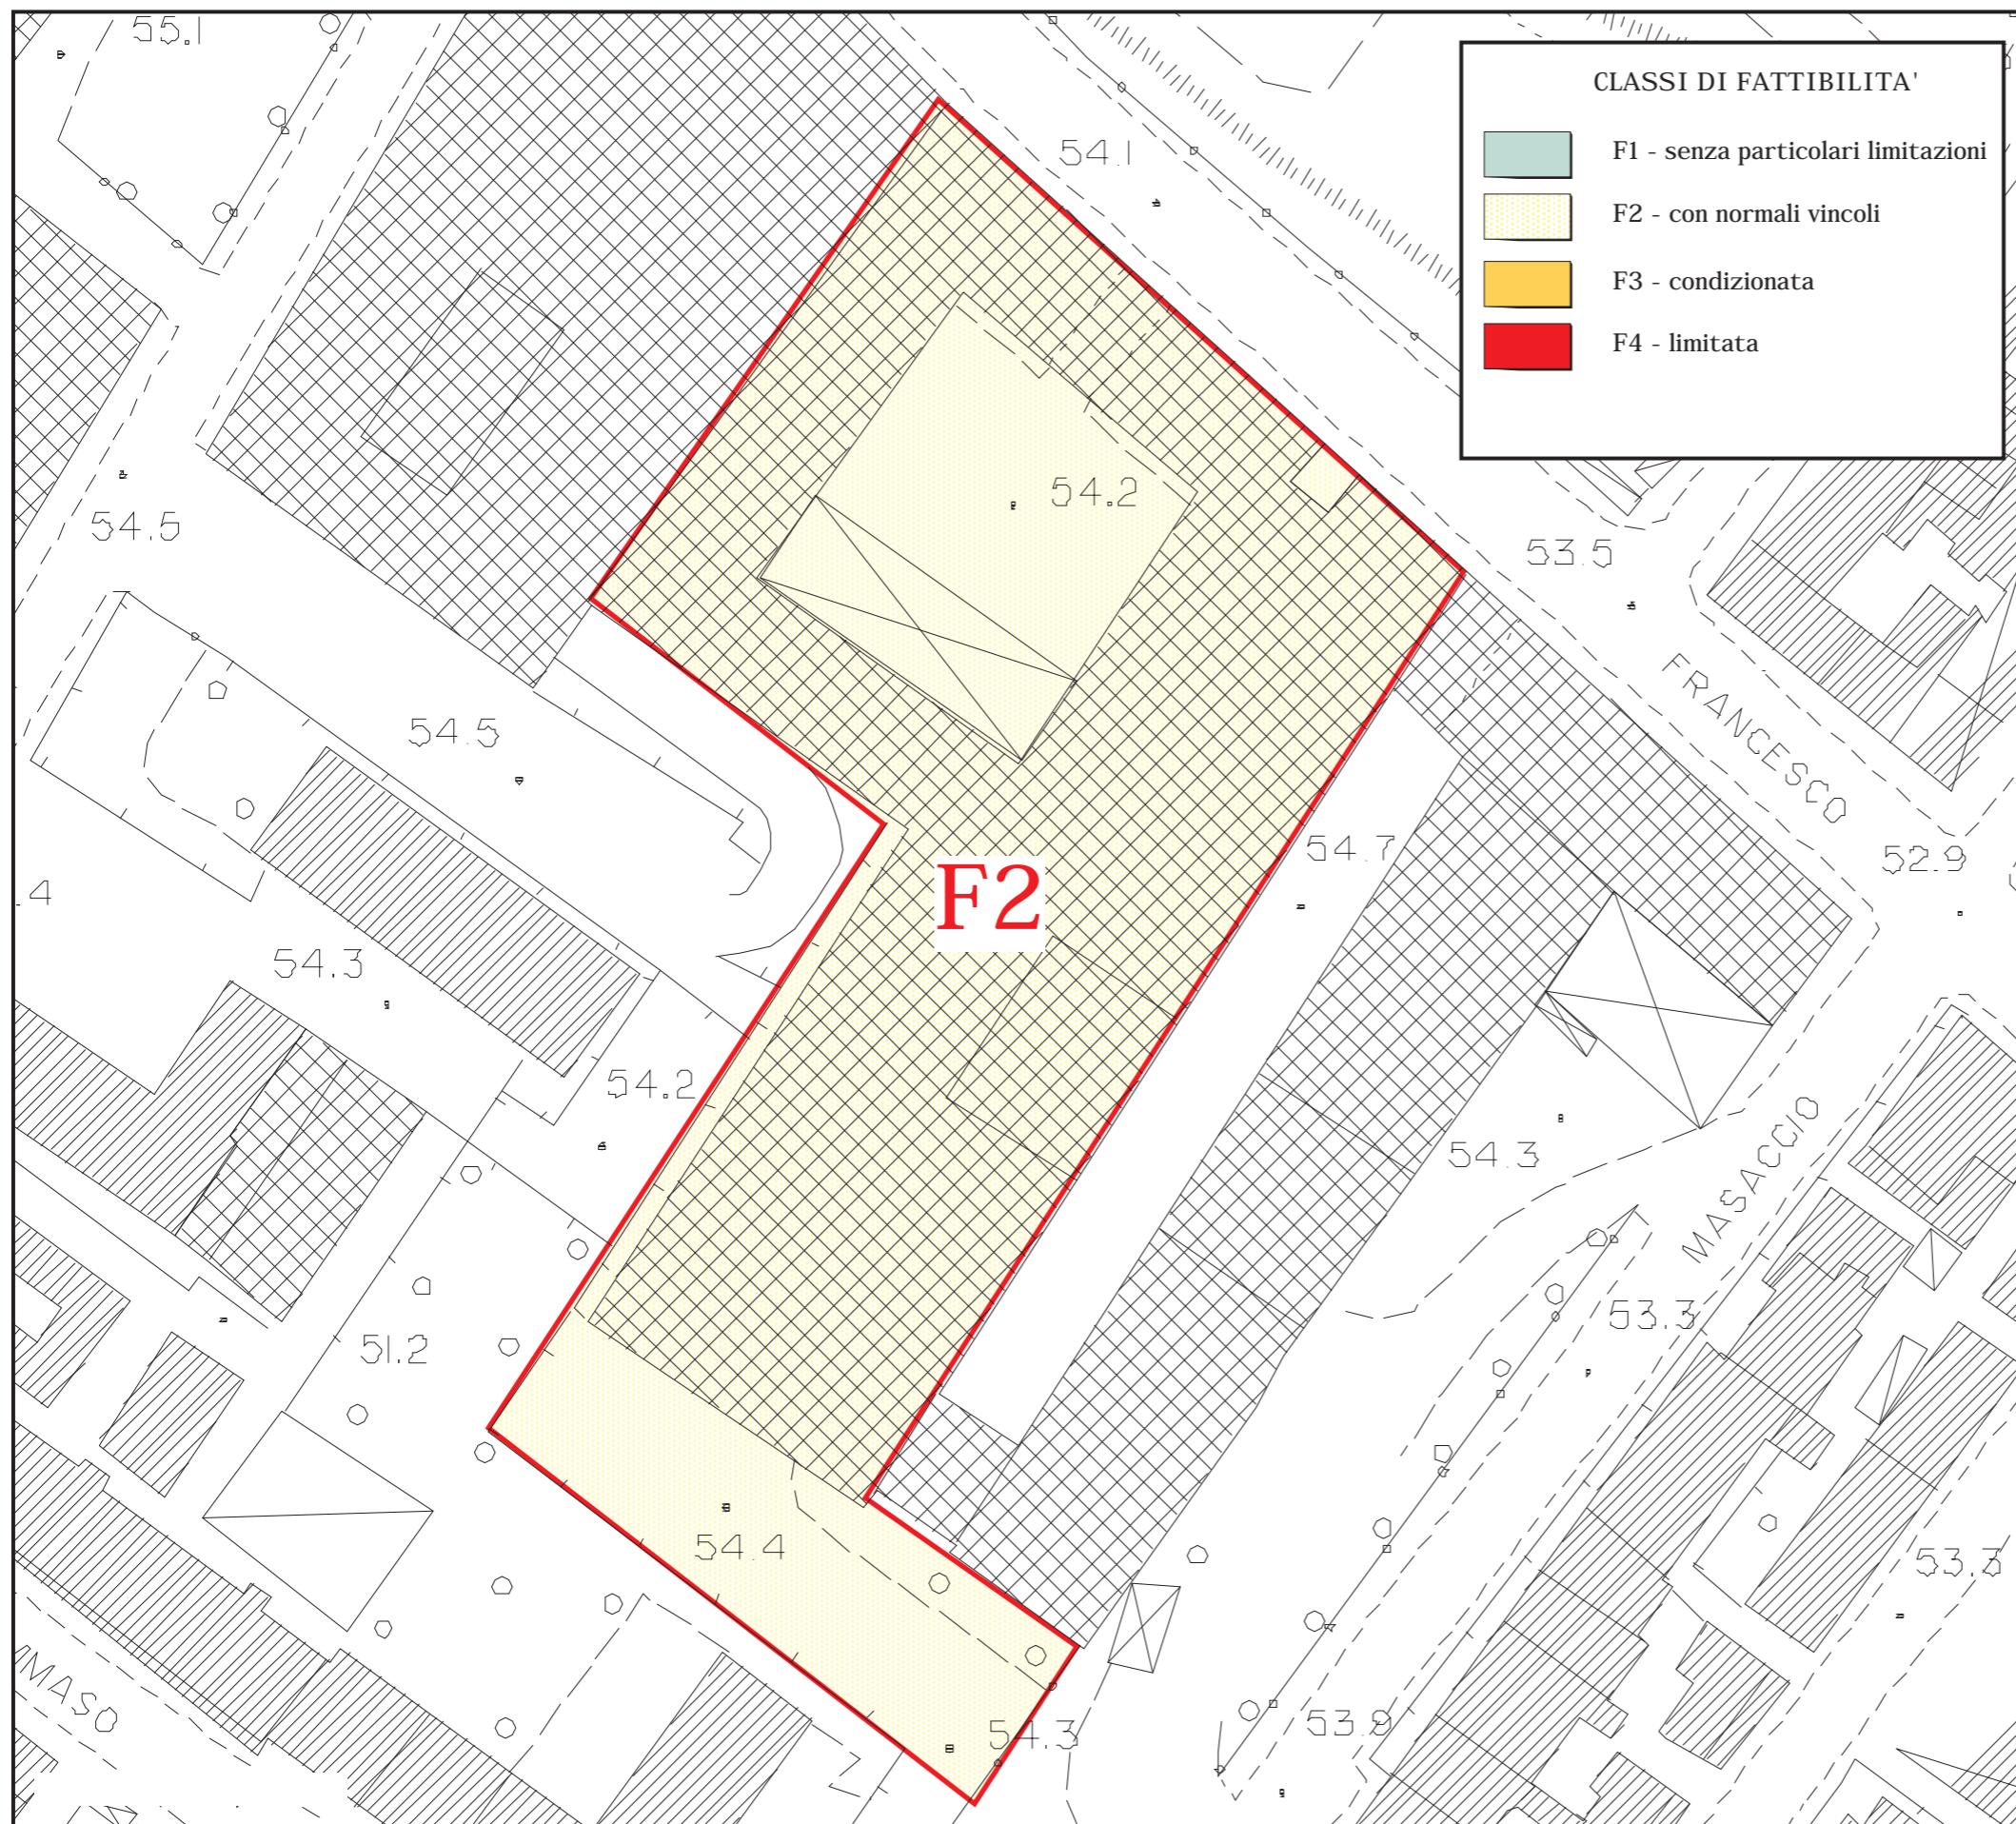 55.1
CLASSI DI FATTIBILITA'
F1 - senza particolari limitazioni
F2 - con normali vincoli
F3 - condizionata
F4 - limitata
54.1
54.2
54.5
53.5
FRANCESCO
54.5
54.7
52.9
.4
F2
54.3
54.2
54.3
MASACCIO
51.2
53.3
54.4
53.3
MASO
54.3
53.9